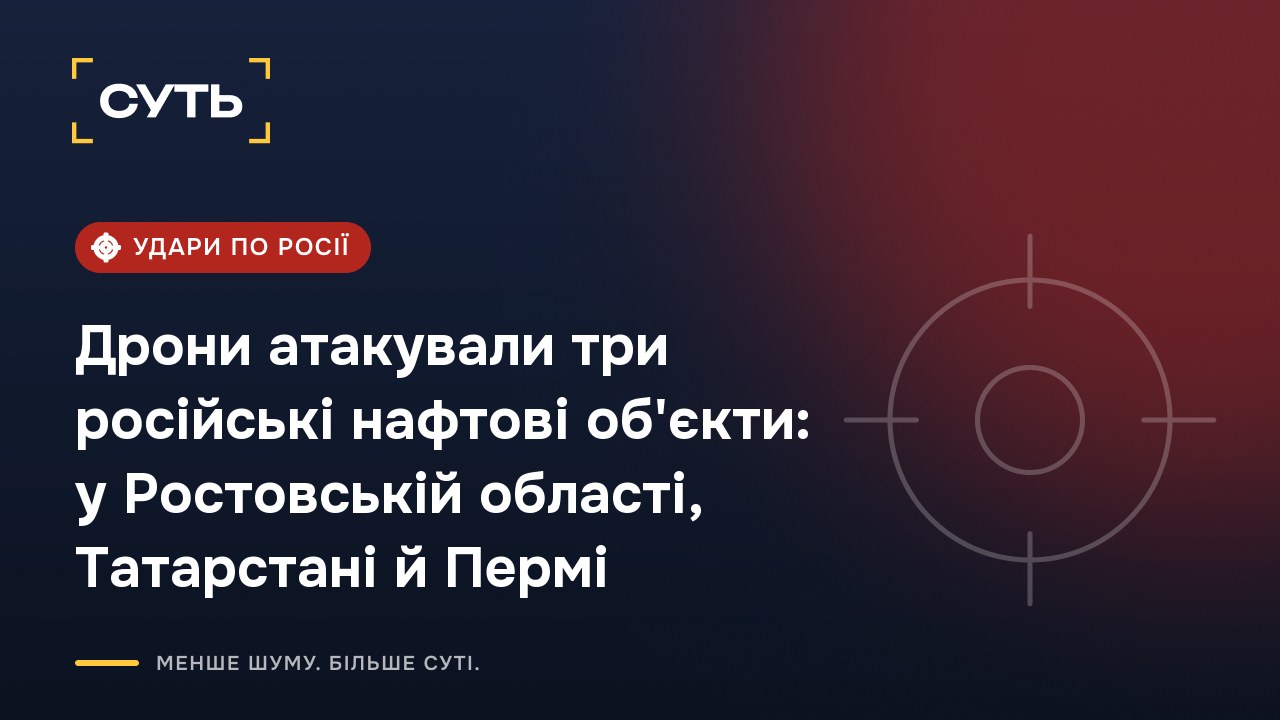 СУТЬ
УДАРИ ПО РОСІЇ
Дрони атакували три
російські нафтові об'єкти:
у Ростовській області,
Татарстані й Пермі
МЕНШЕ ШУМУ. БІЛЬШЕ СУТІ.